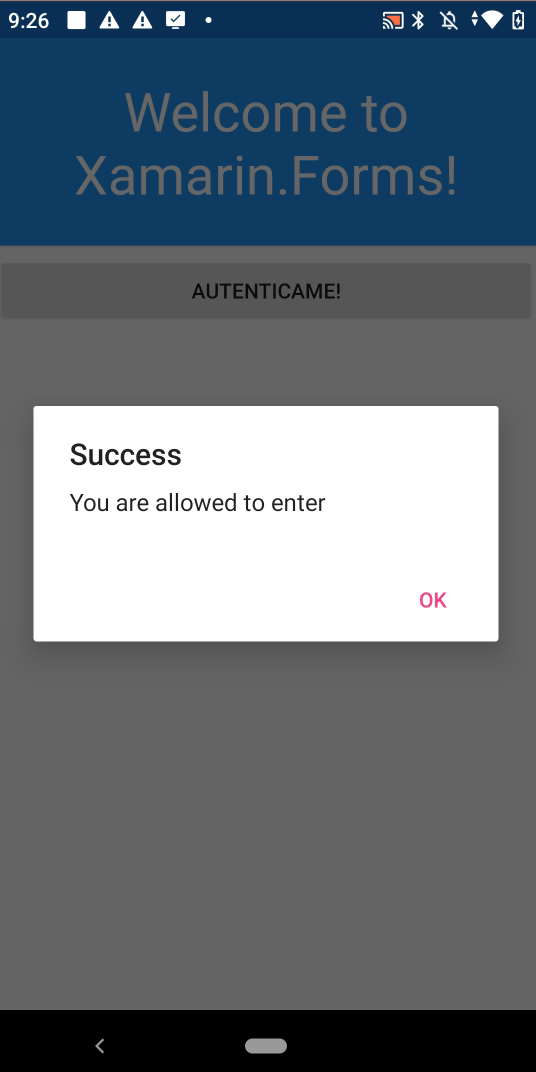 9:26
Welcome to
Xamarin.Forms!
AUTENTICAME!
Success
You are allowed to enter
OK